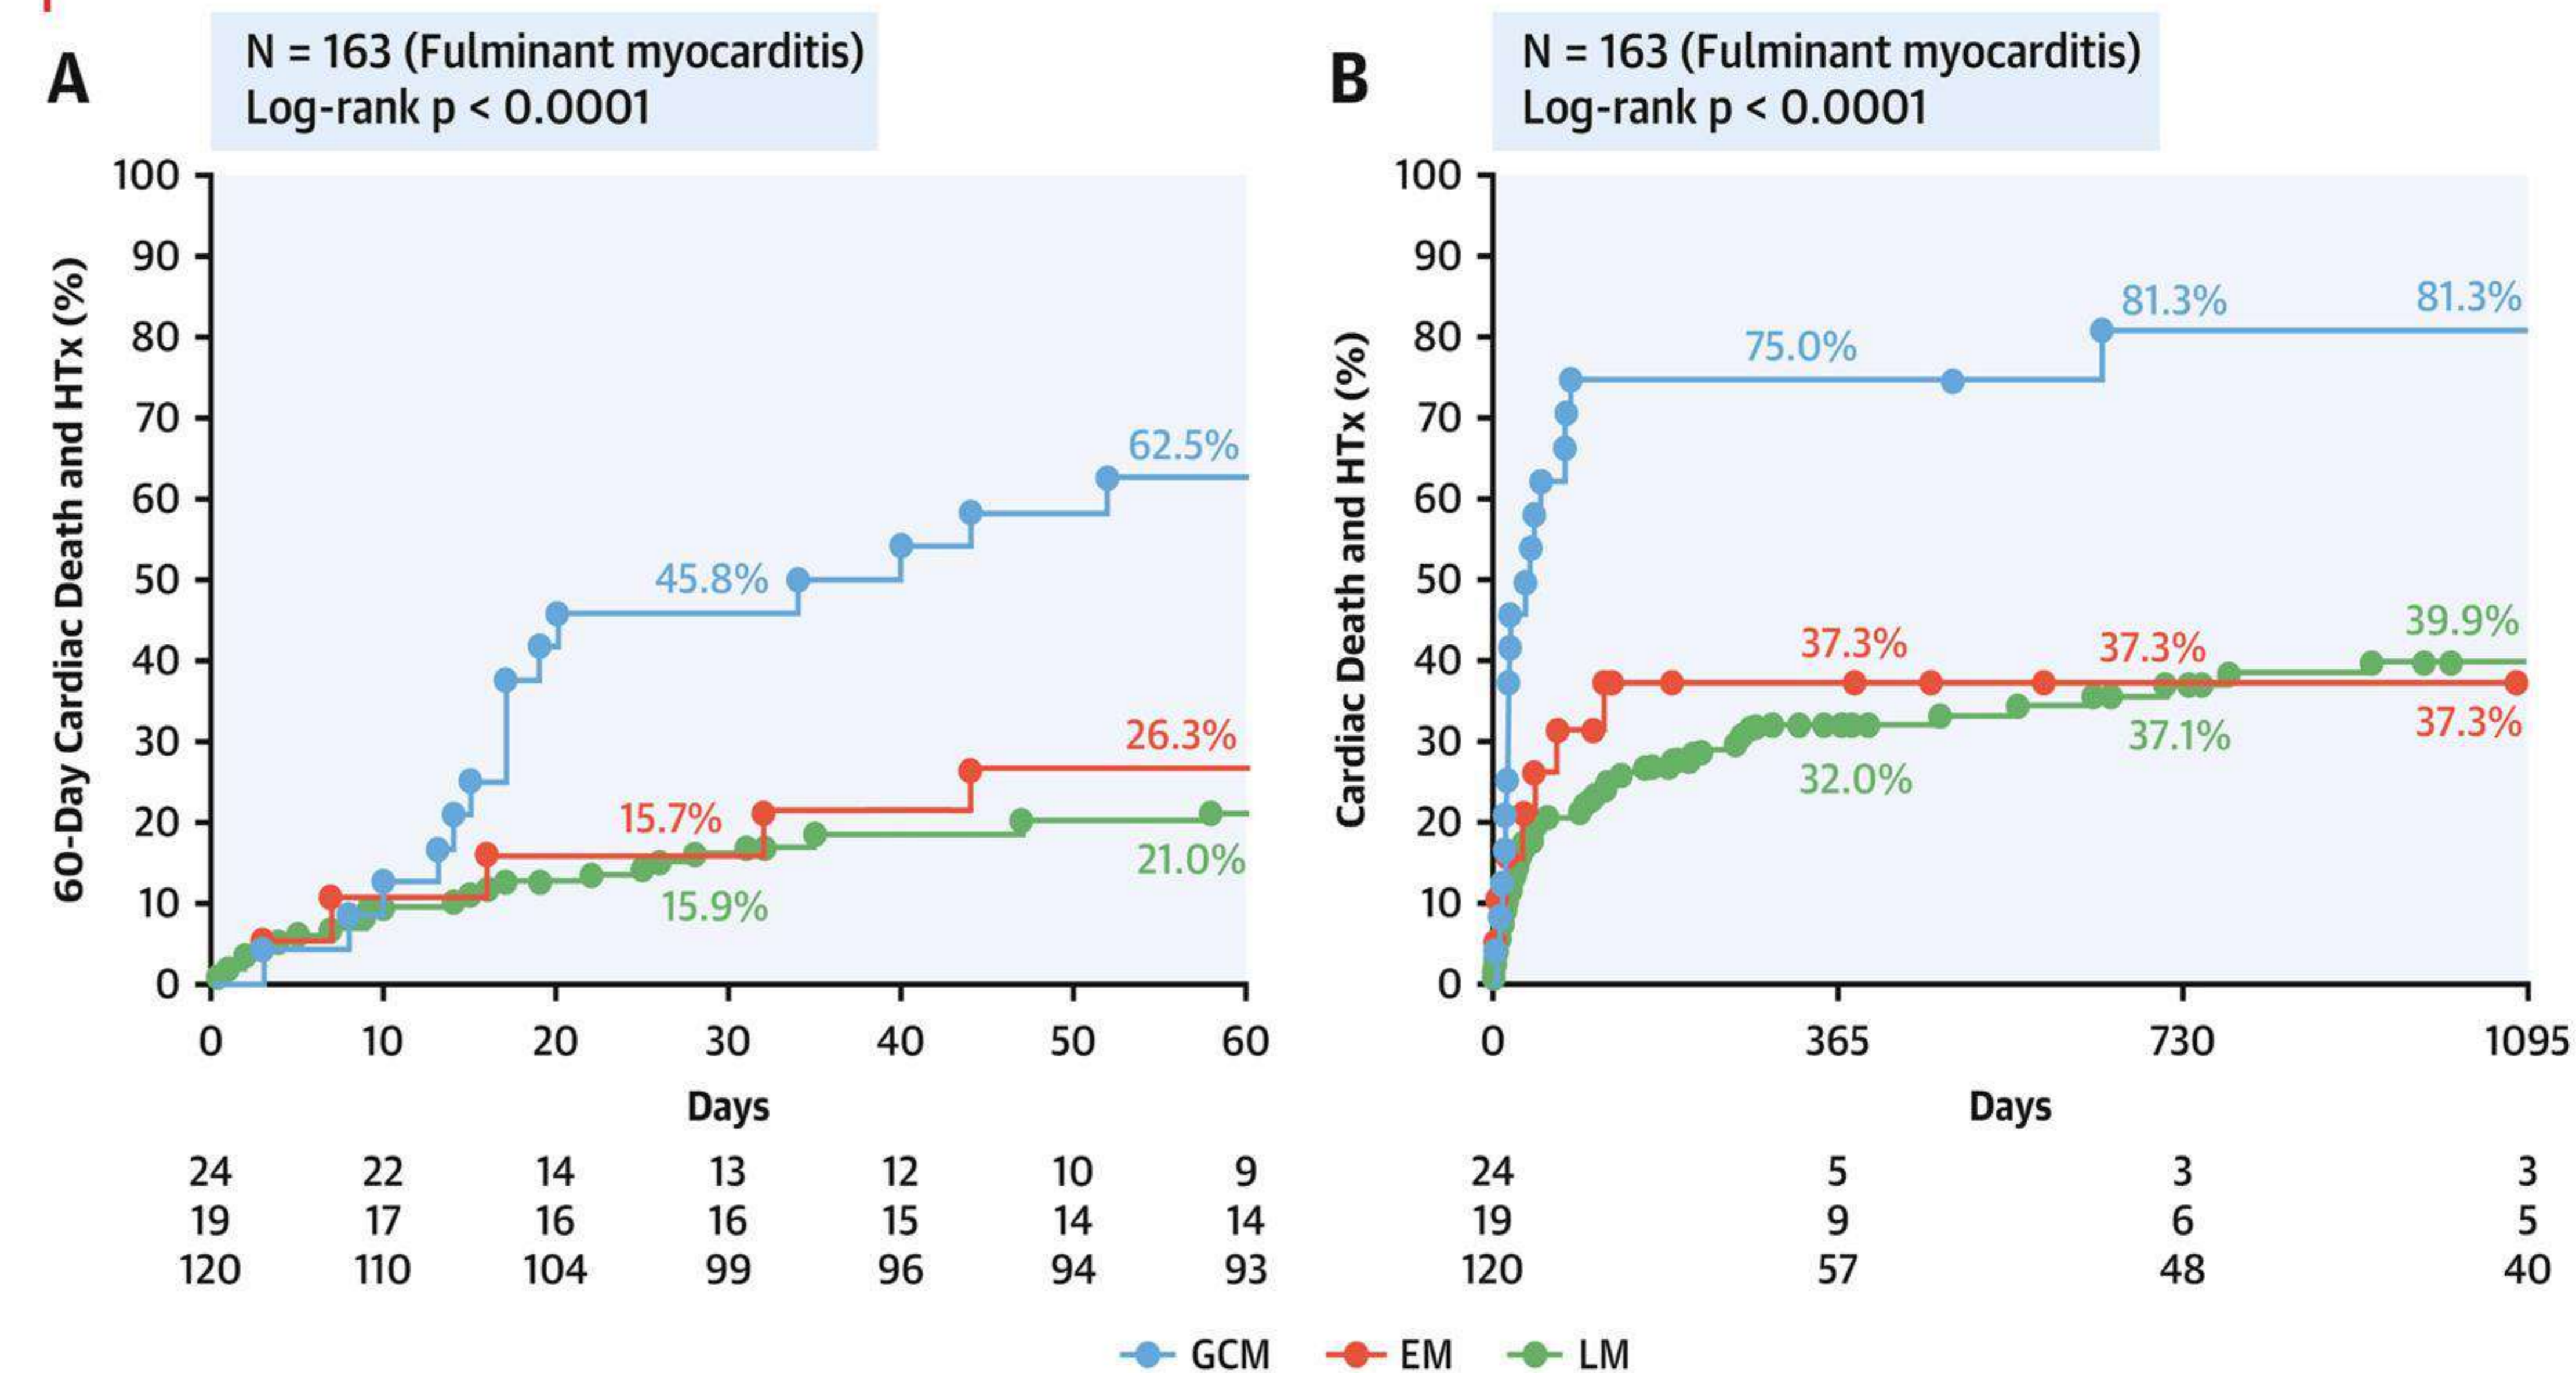 A
N = 163 (Fulminant myocarditis)
Log-rank p < 0.0001
60-Day Cardiac Death and HTx (%)
100
90
80
70
60
50
40
30
20
10
0
62.5%
45.8%
26.3%
15.7%
21.0%
15.9%
0 10 20 30 40 50 60
Days
24 22 14 13 12 10 9
19 17 16 16 15 14 14
120 110 104 99 96 94 93
B
N = 163 (Fulminant myocarditis)
Log-rank p < 0.0001
Cardiac Death and HTx (%)
100
90
80
70
60
50
40
30
20
10
0
75.0% 81.3% 81.3%
39.9%
37.3% 37.3%
37.3%
32.0% 37.1%
0 365 730 1095
Days
24 5 3 3
19 9 6 5
120 57 48 40
GCM EM LM